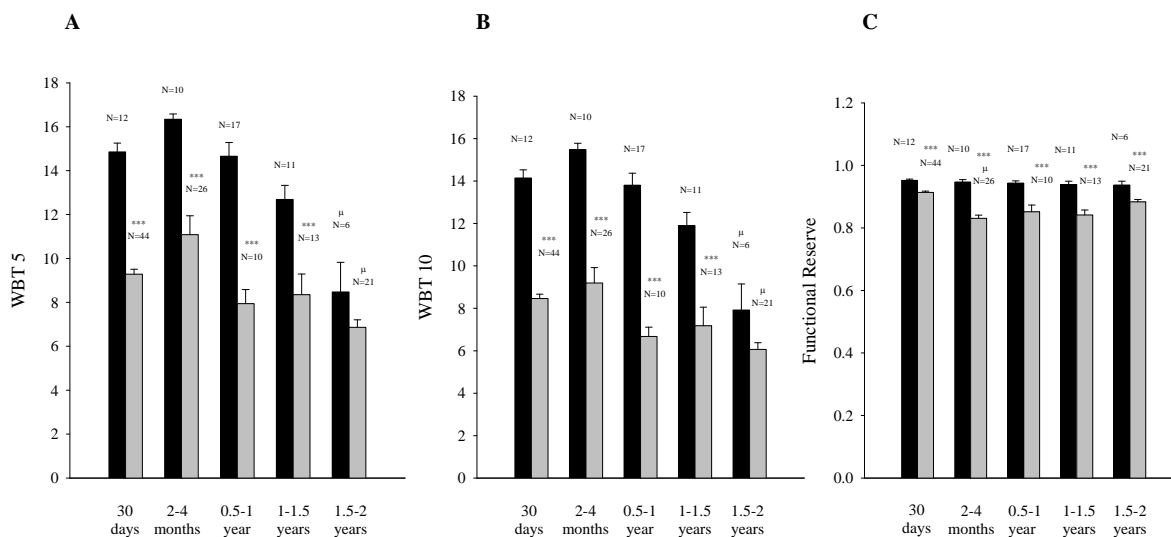 A
WBT 5
18
16
14
12
10
8
6
4
2
0
N=12
N=10
N=17
N=11
µ
N=6
***
N=44
***
N=26
***
N=10
***
N=13
µ
N=21
30
days
2-4
months
0.5-1
year
1-1.5
years
1.5-2
years
B
WBT 10
18
16
14
12
10
8
6
4
2
0
N=12
N=10
N=17
N=11
µ
N=6
***
N=44
***
N=26
***
N=10
***
N=13
µ
N=21
30
days
2-4
months
0.5-1
year
1-1.5
years
1.5-2
years
C
Functional Reserve
1.2
1.0
0.8
0.6
0.4
0.2
0.0
N=12
N=10
N=17
N=11
N=6
***
N=44
***
µ
N=26
***
N=10
***
N=13
***
N=21
30
days
2-4
months
0.5-1
year
1-1.5
years
1.5-2
years